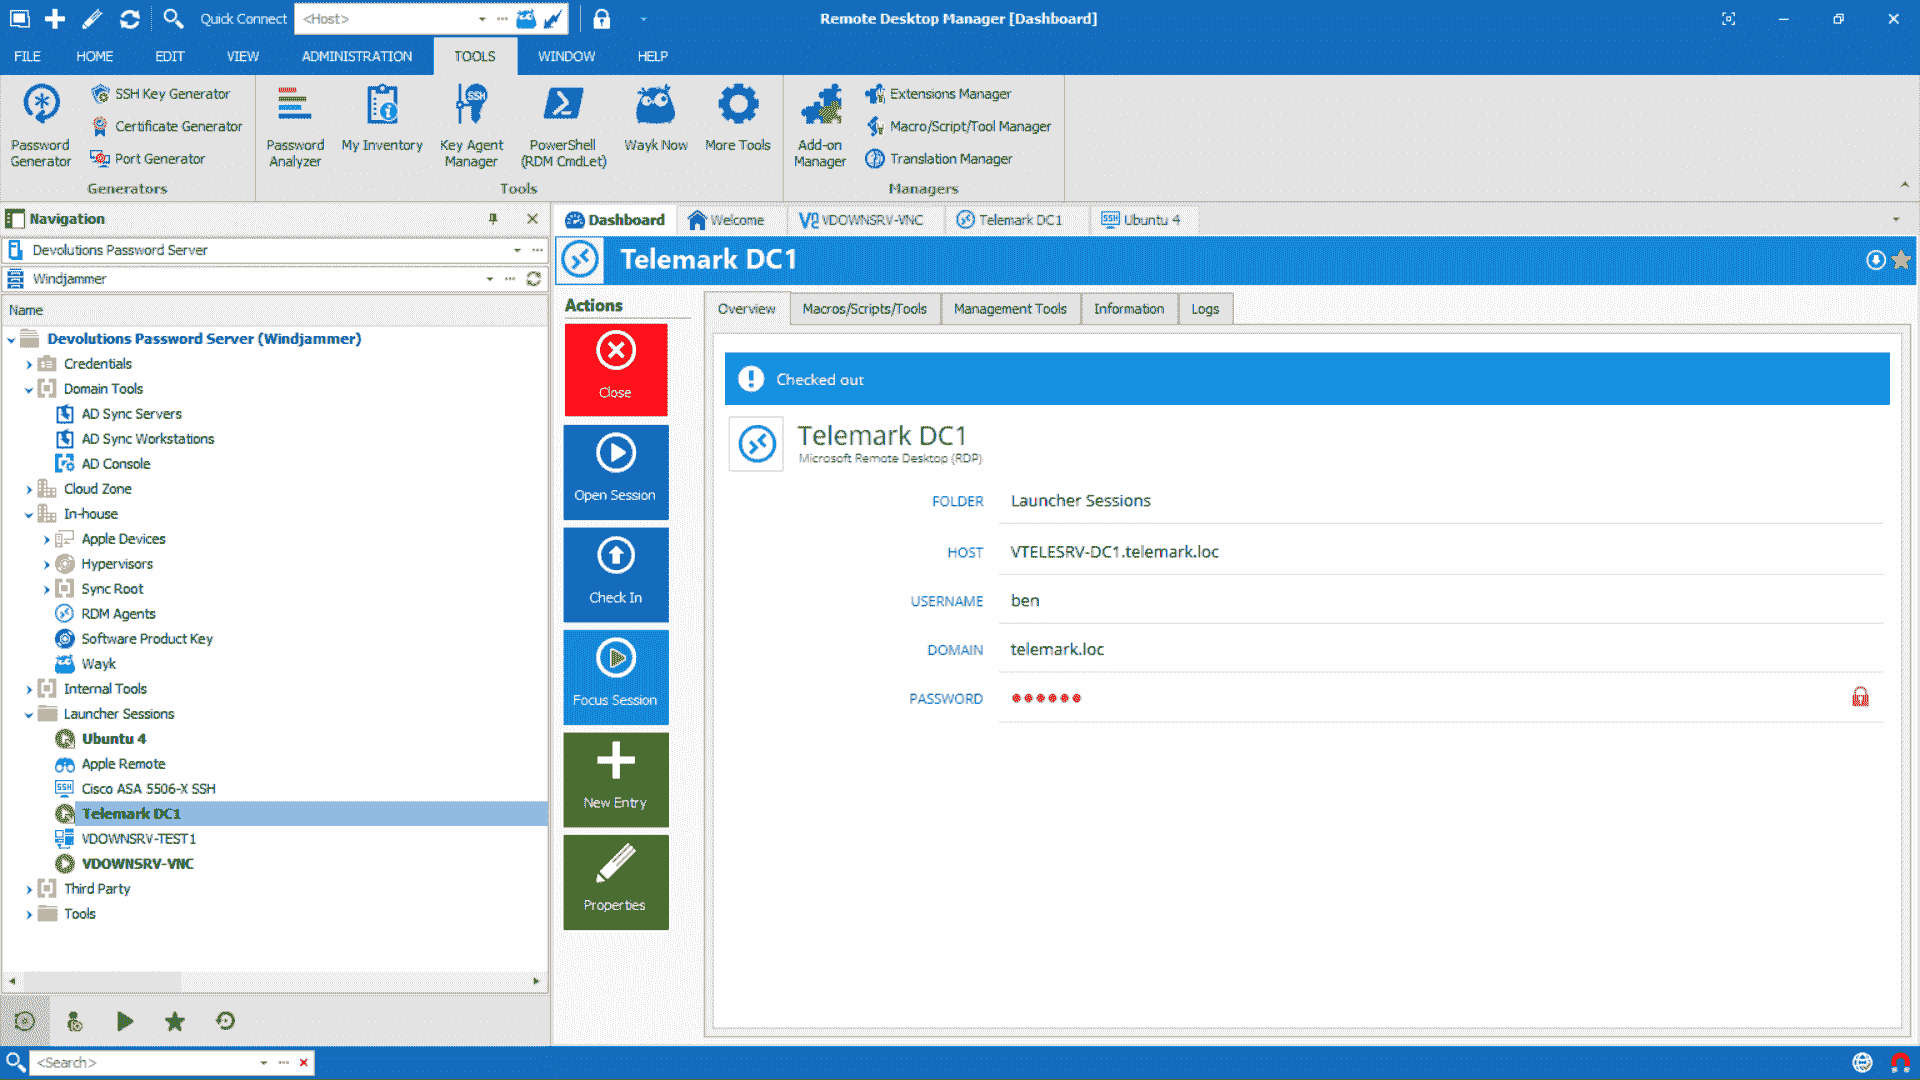 Quick Connect
<Host>
Remote Desktop Manager [Dashboard]
FILE
HOME
EDIT
VIEW
ADMINISTRATION
TOOLS
WINDOW
HELP
Password
Generator
SSH Key Generator
Certificate Generator
Port Generator
Generators
Password
Analyzer
My Inventory
SSH
Key Agent
Manager
PowerShell
(RDM CmdLet)
Wayk Now
More Tools
Tools
Add-on
Manager
Extensions Manager
Macro/Script/Tool Manager
Translation Manager
Managers
Navigation
Devolutions Password Server
Windjammer
Name
Devolutions Password Server (Windjammer)
Credentials
Domain Tools
AD Sync Servers
AD Sync Workstations
AD Console
Cloud Zone
In-house
Apple Devices
Hypervisors
Sync Root
RDM Agents
Software Product Key
Wayk
Internal Tools
Launcher Sessions
Ubuntu 4
Apple Remote
SSH Cisco ASA 5506-X SSH
Telemark DC1
VDOWNSRV-TEST1
VDOWNSRV-VNC
Third Party
Tools
<Search>
Dashboard
Welcome
VDOWNSRV-VNC
Telemark DC1
SSH Ubuntu 4
Telemark DC1
Actions
Close
Open Session
Check In
Focus Session
New Entry
Properties
Overview
Macros/Scripts/Tools
Management Tools
Information
Logs
Checked out
Telemark DC1
Microsoft Remote Desktop (RDP)
FOLDER Launcher Sessions
HOST VTELESRV-DC1.telemark.loc
USERNAME ben
DOMAIN telemark.loc
PASSWORD ●●●●●●